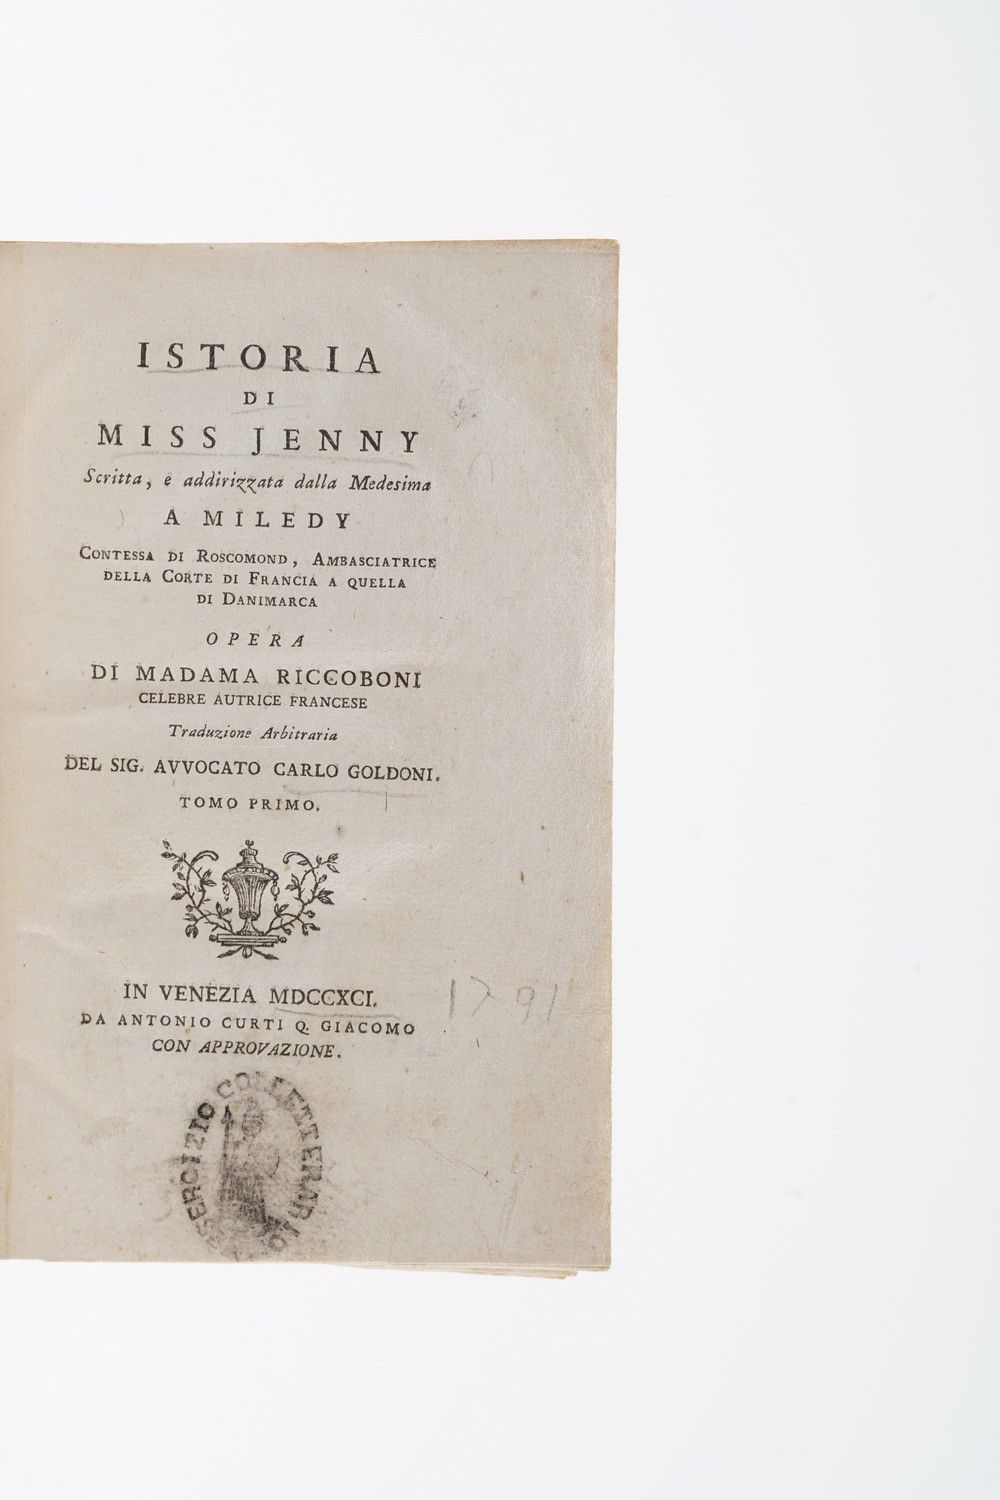 ISTORIA
DI
MISS JENNY
Scritta, e addirizzata dalla Medesima
A MILEDY
CONTESSA DI ROSCOMOND, AMBASCIATRICE
DELLA CORTE DI FRANCIA A QUELLA
DI DANIMARCA
OPERA
DI MADAMA RICCOBONI
CELEBRE AUTRICE FRANCESE
Traduzione Arbitraria
DEL SIG. AVVOCATO CARLO GOLDONI.
TOMO PRIMO.
IN VENEZIA MDCCXCI.
1791
DA ANTONIO CURTI Q. GIACOMO
CON APPROVAZIONE.
COLLETTERARIO